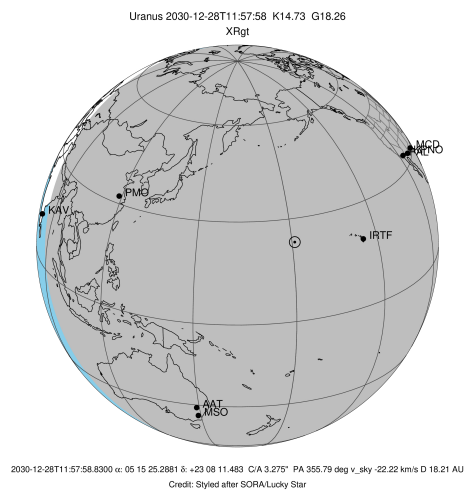 Uranus 2030-12-28T11:57:58 K14.73 G18.26
XRgt
MCD
KAV
PMO
IRTF
AAT
MSO
2030-12-28T11:57:58.8300 α: 05 15 25.2881 δ: +23 08 11.483 C/A 3.275" PA 355.79 deg v_sky -22.22 km/s D 18.21 AU
Credit: Styled after SORA/Lucky Star